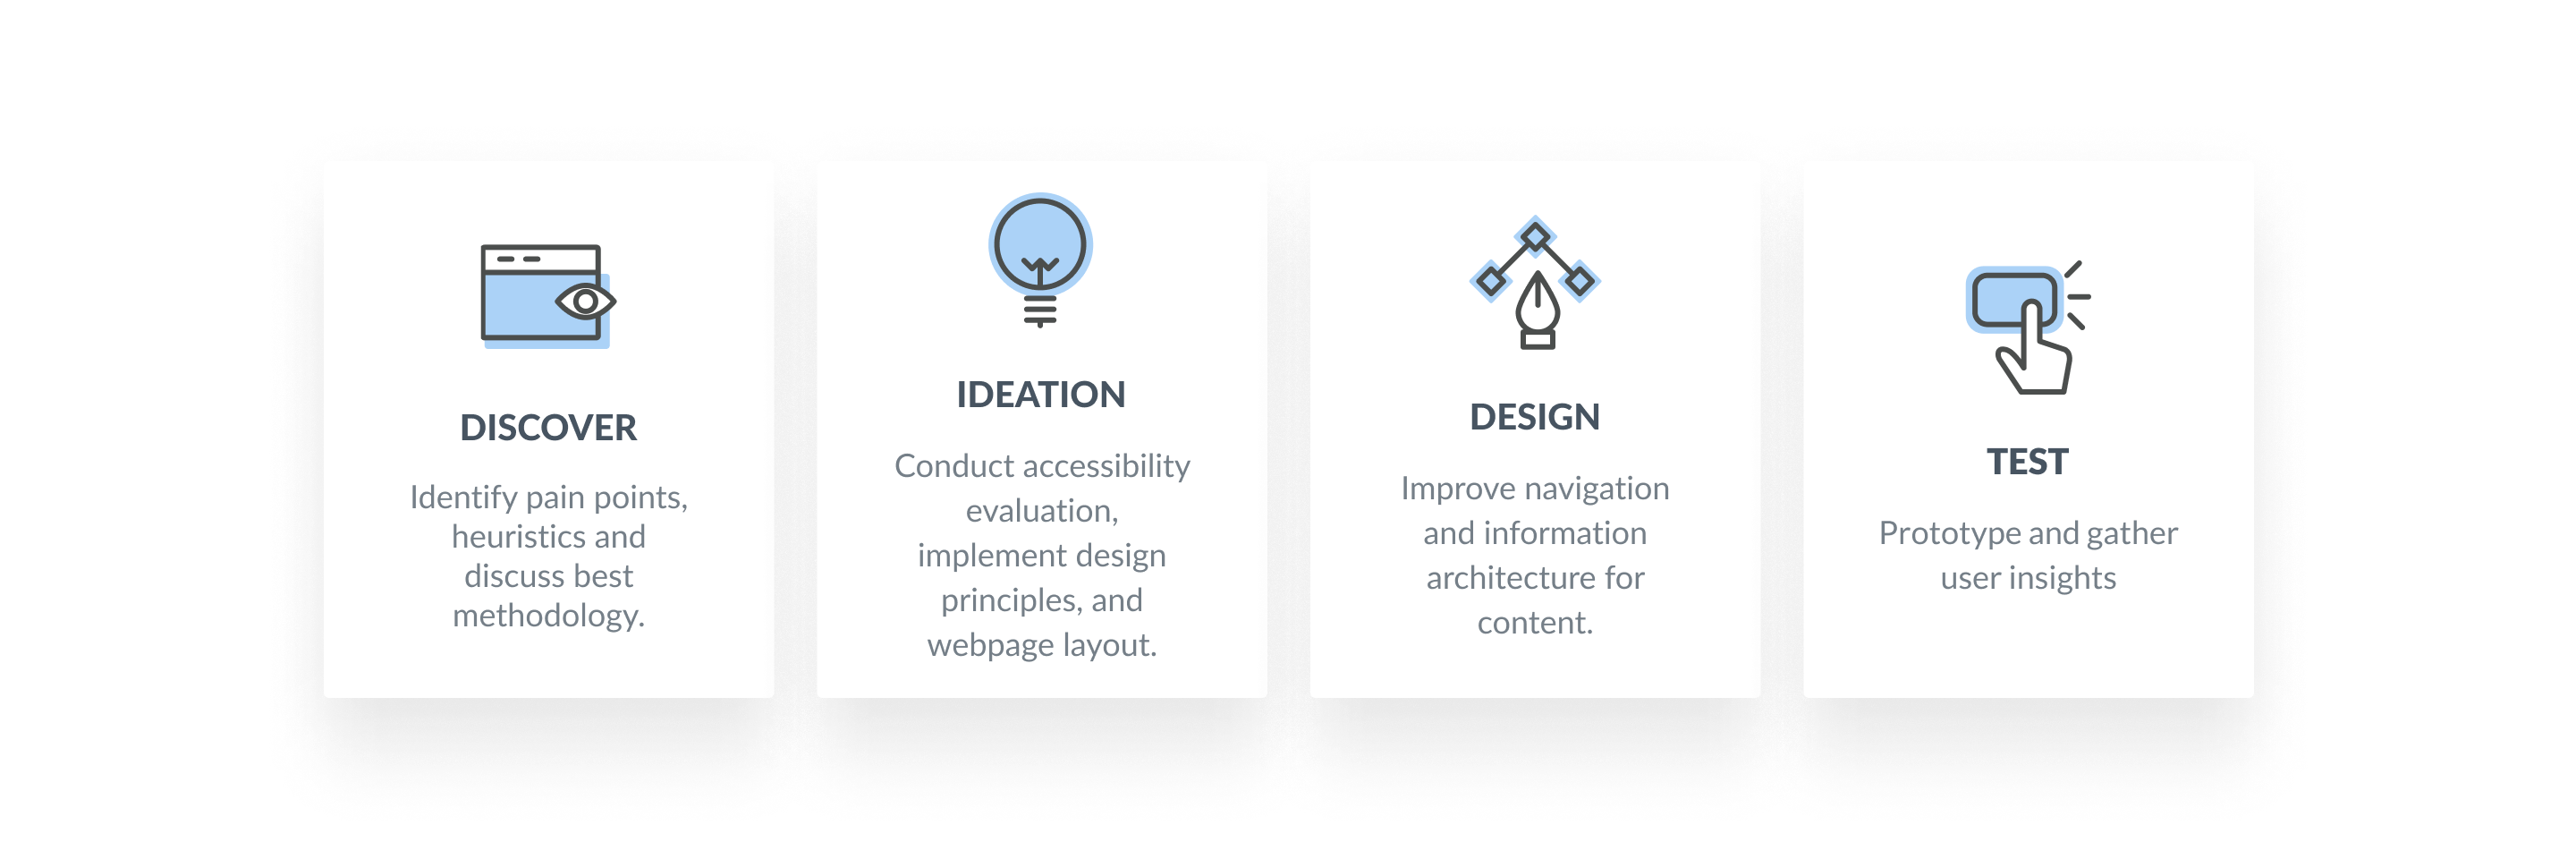 DISCOVER
Identify pain points,
heuristics and
discuss best
methodology.
IDEATION
Conduct accessibility
evaluation,
implement design
principles, and
webpage layout.
DESIGN
Improve navigation
and information
architecture for
content.
TEST
Prototype and gather
user insights